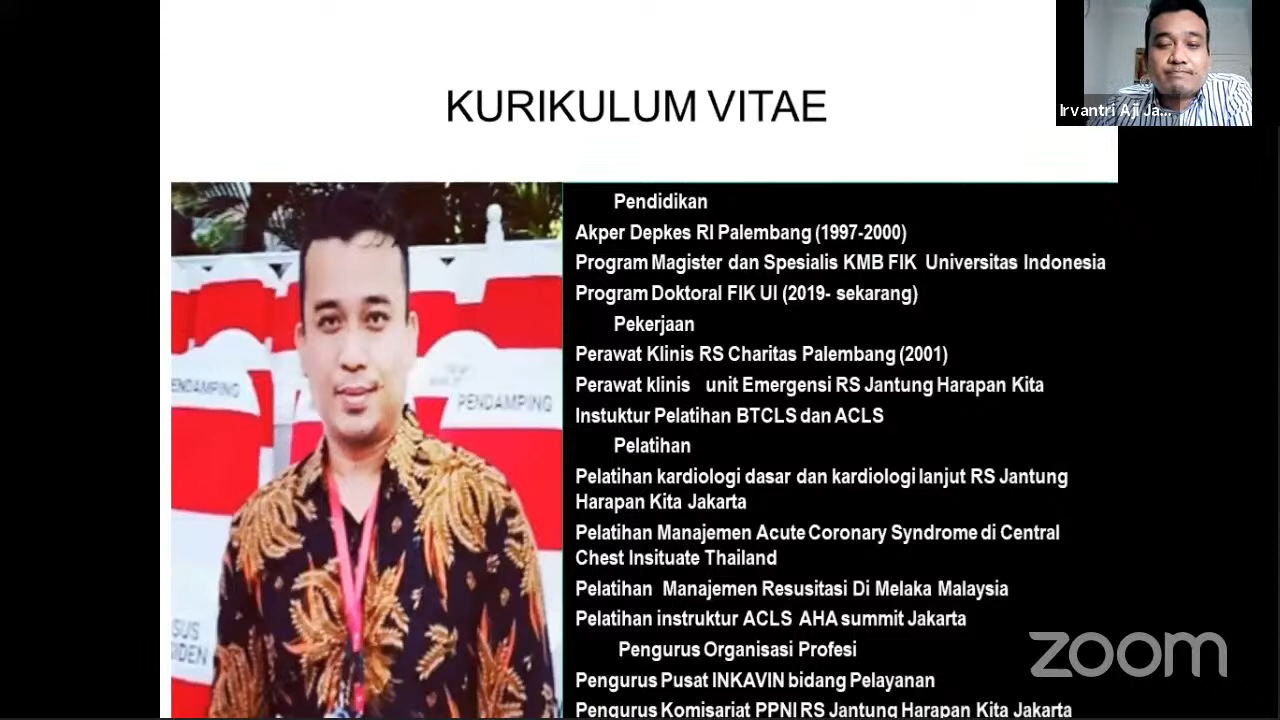 KURIKULUM VITAE
Irvantri Aji Ja...
Pendidikan
Akper Depkes RI Palembang (1997-2000)
Program Magister dan Spesialis KMB FIK Universitas Indonesia
Program Doktoral FIK UI (2019- sekarang)
Pekerjaan
Perawat Klinis RS Charitas Palembang (2001)
Perawat klinis unit Emergensi RS Jantung Harapan Kita
Instuktur Pelatihan BTCLS dan ACLS
Pelatihan
Pelatihan kardiologi dasar dan kardiologi lanjut RS Jantung
Harapan Kita Jakarta
Pelatihan Manajemen Acute Coronary Syndrome di Central
Chest Insituate Thailand
Pelatihan Manajemen Resusitasi Di Melaka Malaysia
Pelatihan instruktur ACLS AHA summit Jakarta
Pengurus Organisasi Profesi
Pengurus Pusat INKAVIN bidang Pelayanan
Pengurus Komisariat PPNI RS Jantung Harapan Kita Jakarta
ENDAMPING
PENDAMPING
SUS
IDEN
zoom